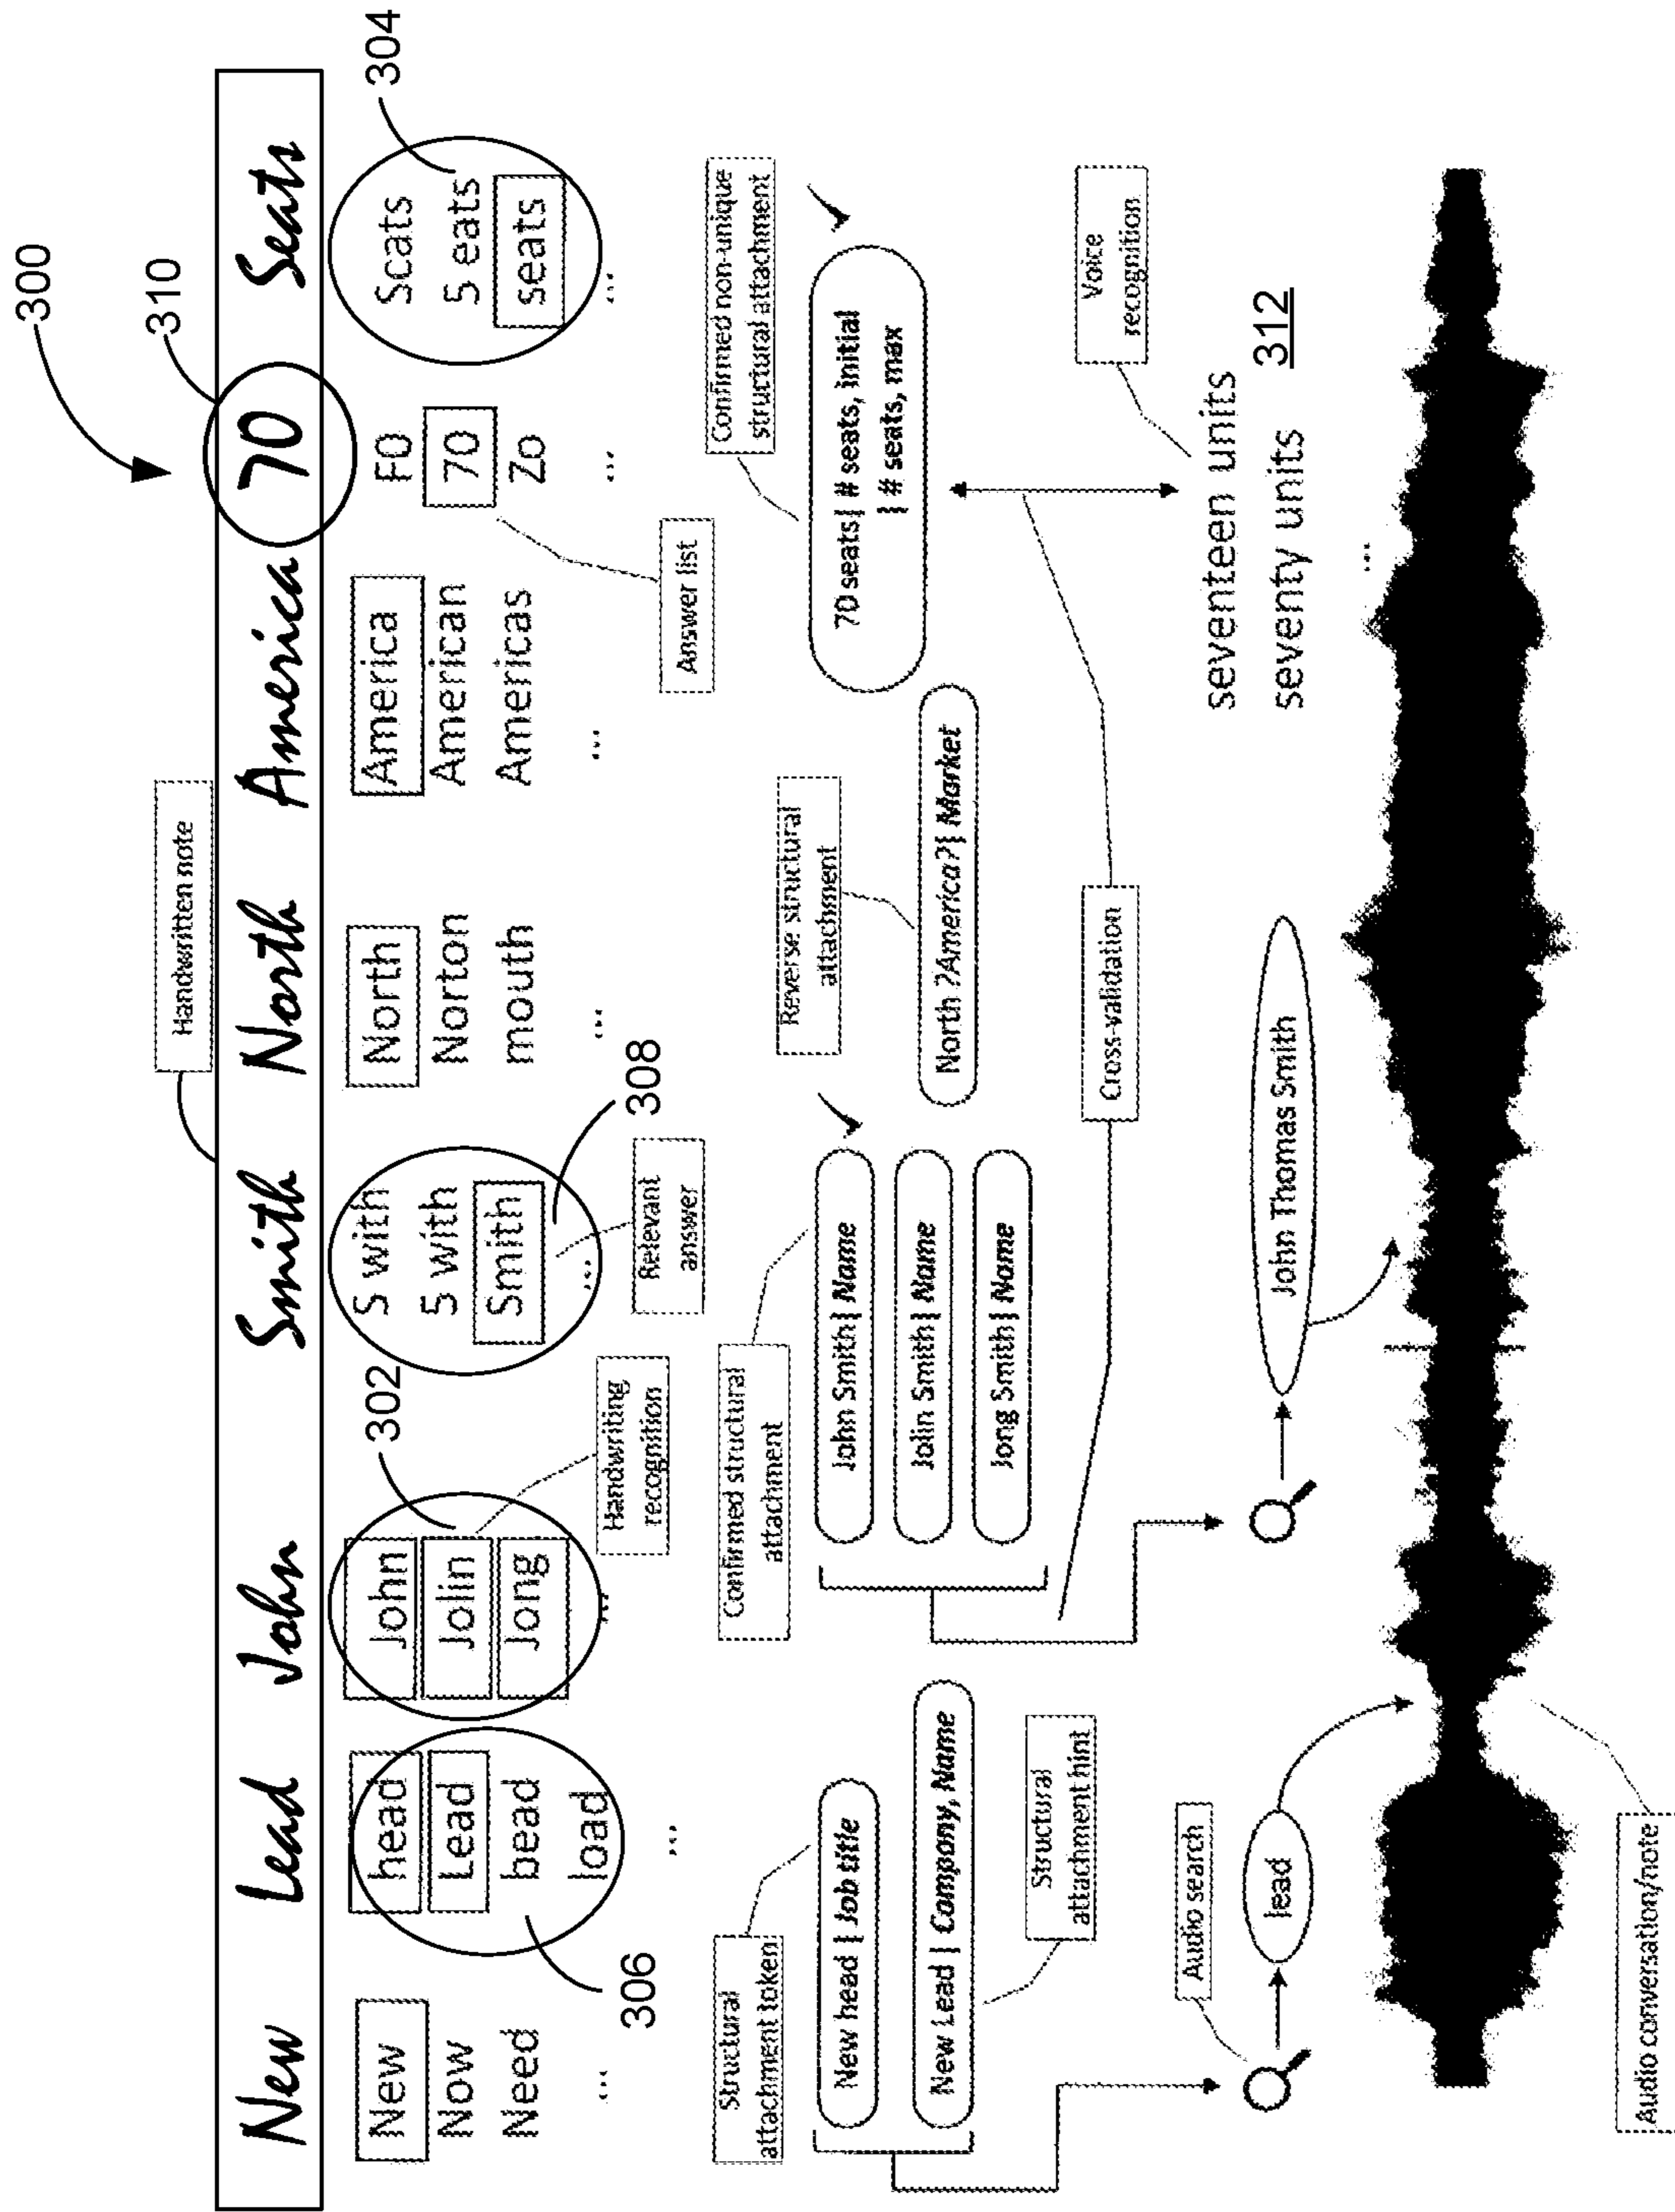 300
Handwritten note
310
New Lead John Smith North America 70 Seats
304
New
Now
Need
...
head
Lead
bead
load
...
306
John
Jolin
Jong
...
302
Handwriting
recognition
S with
5 with
Smith
...
308
Relevant
answer
North
Norton
mouth
...
America
American
Americas
...
F0
70
Zo
...
Answer list
Scats
5 eats
seats
...
Structural
attachment token
New head | Job title
New Lead | Company, Name
Structural
attachment hint
Confirmed structural
attachment
John Smith | Name
Jolin Smith | Name
Jong Smith | Name
Reverse structural
attachment
North ?America? | Market
Confirmed non-unique
structural attachment
70 seats | # seats, initial
| # seats, max
Cross-validation
Voice
recognition
seventeen units
seventy units
...
312
Audio search
lead
John Thomas Smith
Audio conversation/note